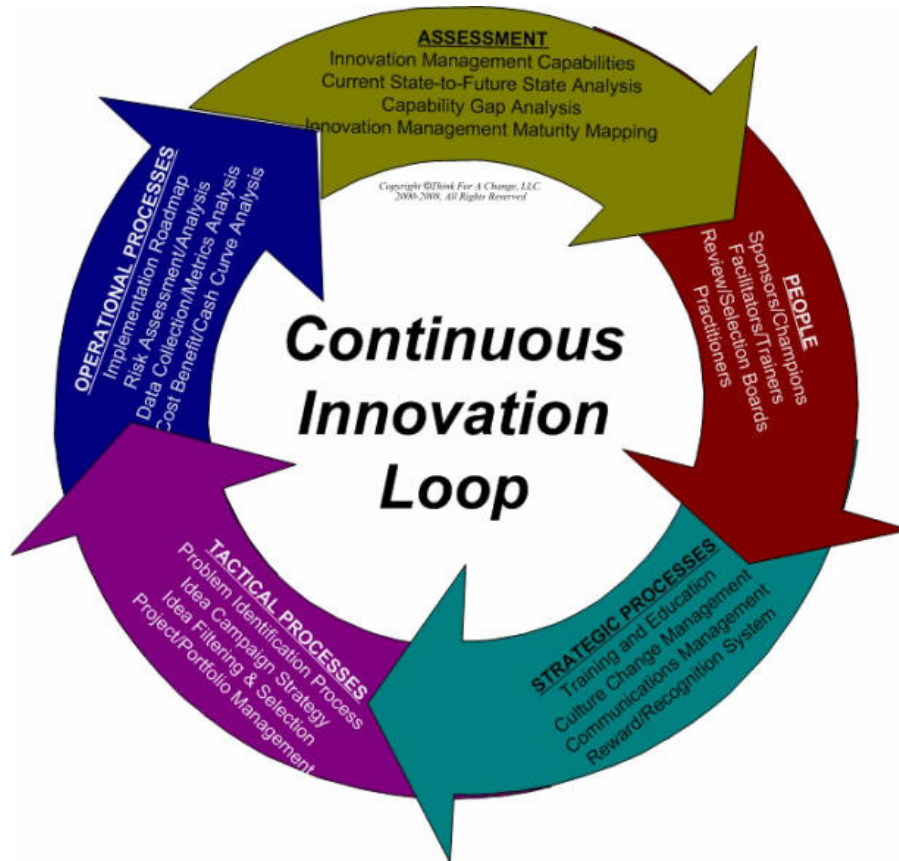 ASSESSMENT
Innovation Management Capabilities
Current State-to-Future State Analysis
Capability Gap Analysis
Innovation Management Maturity Mapping
Copyright ©Think For A Change, LLC.
2000-2008, All Rights Reserved
PEOPLE
Sponsors/Champions
Facilitators/Trainers
Review/Selection Boards
Practitioners
STRATEGIC PROCESSES
Training and Education
Culture Change Management
Communications Management
Reward/Recognition System
TACTICAL PROCESSES
Problem Identification Process
Idea Campaign Strategy
Idea Filtering & Selection
Project/Portfolio Management
OPERATIONAL PROCESSES
Implementation Roadmap
Risk Assessment/Analysis
Data Collection/Metrics Analysis
Cost Benefit/Cash Curve Analysis
Continuous
Innovation
Loop